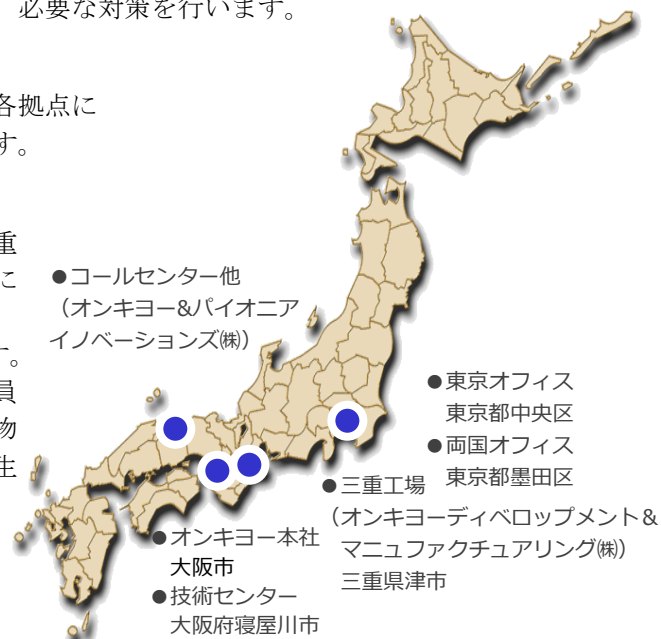 必要な対策を行います。
各拠点に
す。
重
に
す。
員
物
生
●コールセンター他
（オンキヨー&パイオニア
イノベーションズ㈱）
●東京オフィス
東京都中央区
●両国オフィス
東京都墨田区
●三重工場
（オンキヨーディベロップメント＆
マニュファクチュアリング㈱）
三重県津市
●オンキヨー本社
大阪市
●技術センター
大阪府寝屋川市